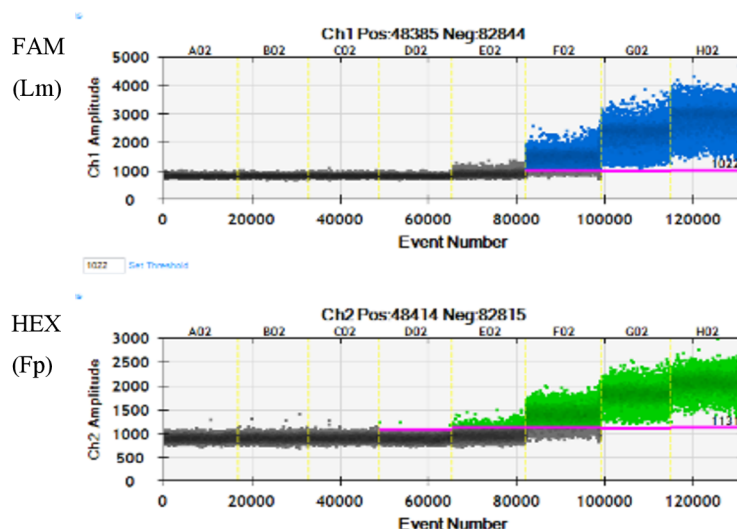 Ch1 Pos:48385 Neg:82844
FAM
(Lm)
A02 B02 C02 D02 E02 F02 G02 H02
Ch1 Amplitude
5000
4000
3000
2000
1000
0
1022
0 20000 40000 60000 80000 100000 120000
Event Number
1022 Set Threshold
Ch2 Pos:48414 Neg:82815
HEX
(Fp)
A02 B02 C02 D02 E02 F02 G02 H02
Ch2 Amplitude
3000
2500
2000
1500
1000
500
0
1131
0 20000 40000 60000 80000 100000 120000
Event Number